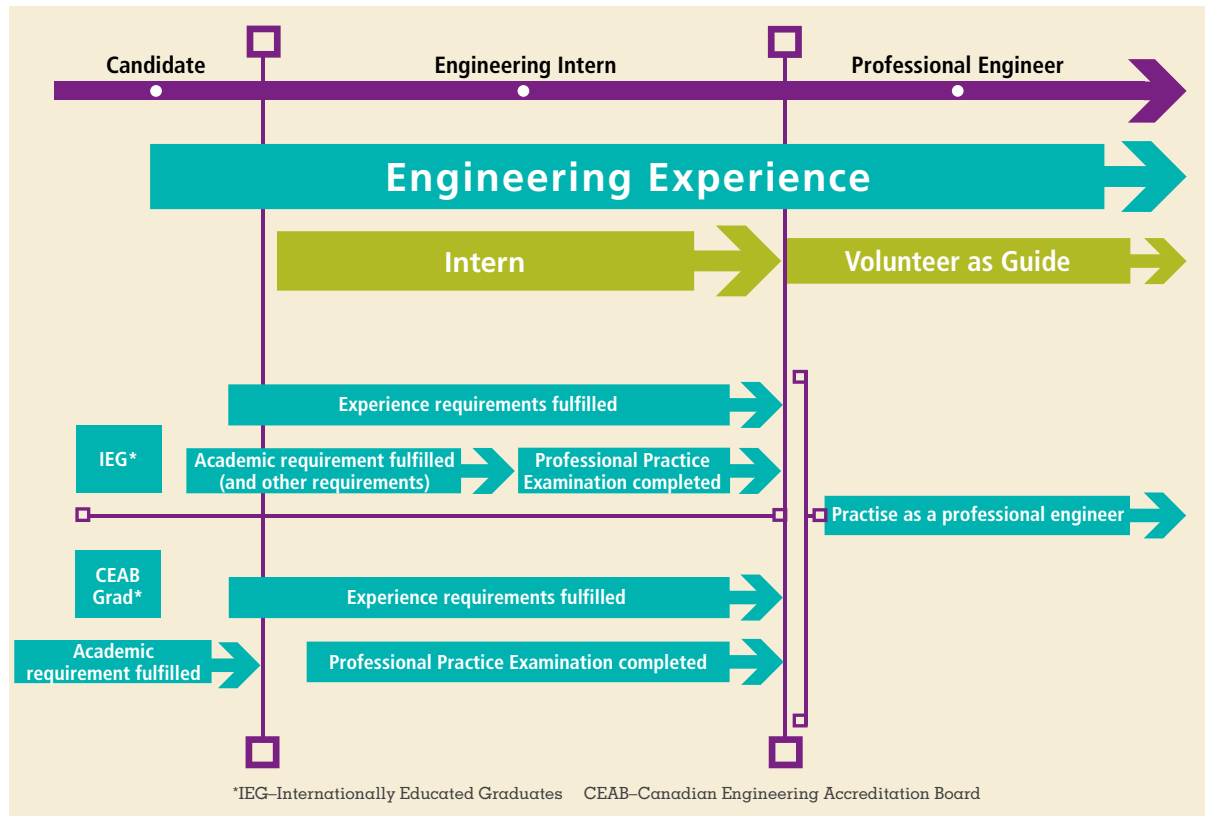 Candidate
Engineering Intern
Professional Engineer
Engineering Experience
Intern
Volunteer as Guide
Experience requirements fulfilled
IEG*
Academic requirement fulfilled
(and other requirements)
Professional Practice
Examination completed
Practise as a professional engineer
CEAB
Grad*
Experience requirements fulfilled
Academic
requirement fulfilled
Professional Practice Examination completed
*IEG–Internationally Educated Graduates CEAB–Canadian Engineering Accreditation Board